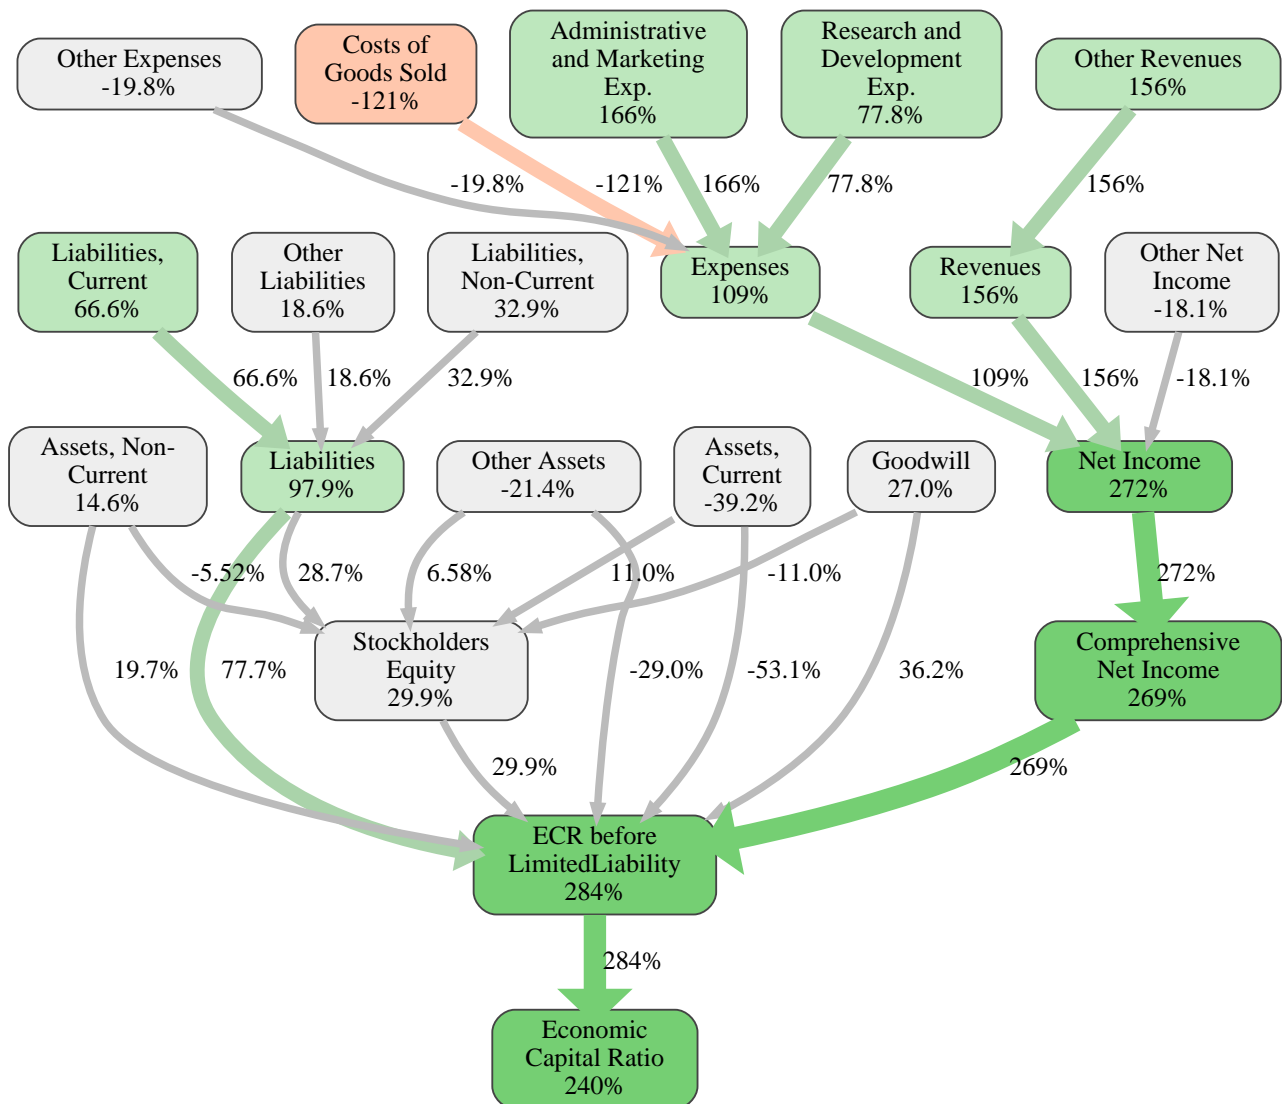 Other Expenses
-19.8%
Costs of
Goods Sold
-121%
Administrative
and Marketing
Exp.
166%
Research and
Development
Exp.
77.8%
Other Revenues
156%
-19.8%
-121%
166%
77.8%
156%
Liabilities,
Current
66.6%
Other
Liabilities
18.6%
Liabilities,
Non-Current
32.9%
Expenses
109%
Revenues
156%
Other Net
Income
-18.1%
66.6%
18.6%
32.9%
109%
156%
-18.1%
Assets, Non-
Current
14.6%
Liabilities
97.9%
Other Assets
-21.4%
Assets,
Current
-39.2%
Goodwill
27.0%
Net Income
272%
-5.52%
28.7%
6.58%
11.0%
-11.0%
272%
Stockholders
Equity
29.9%
Comprehensive
Net Income
269%
19.7%
77.7%
-29.0%
-53.1%
36.2%
29.9%
269%
ECR before
LimitedLiability
284%
284%
Economic
Capital Ratio
240%